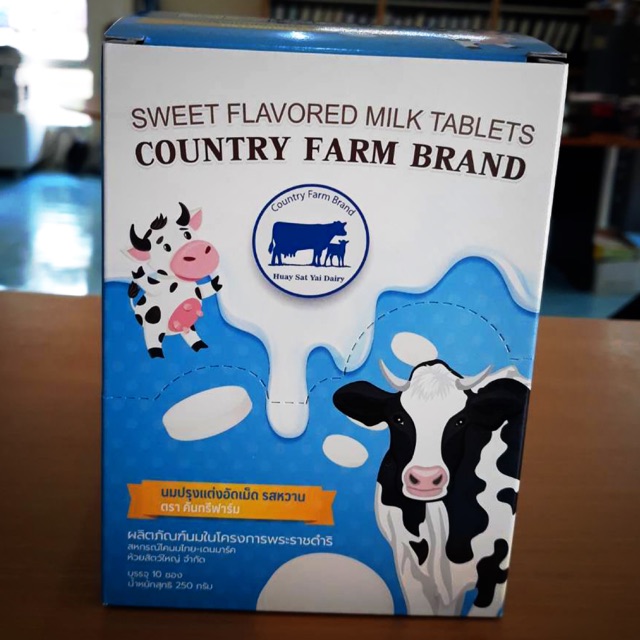 SWEET FLAVORED MILK TABLETS
COUNTRY FARM BRAND
Country Farm Brand
Huay Sat Yai Dairy
นมปรุงแต่งอัดเม็ด รสหวาน
ตรา คันทรีฟาร์ม
ผลิตภัณฑ์นมในโครงการพระราชดำริ
สหกรณ์โคนมไทย-เดนมาร์ค
ห้วยสัตว์ใหญ่ จำกัด
บรรจุ 10 ซอง
น้ำหนักสุทธิ 250 กรัม